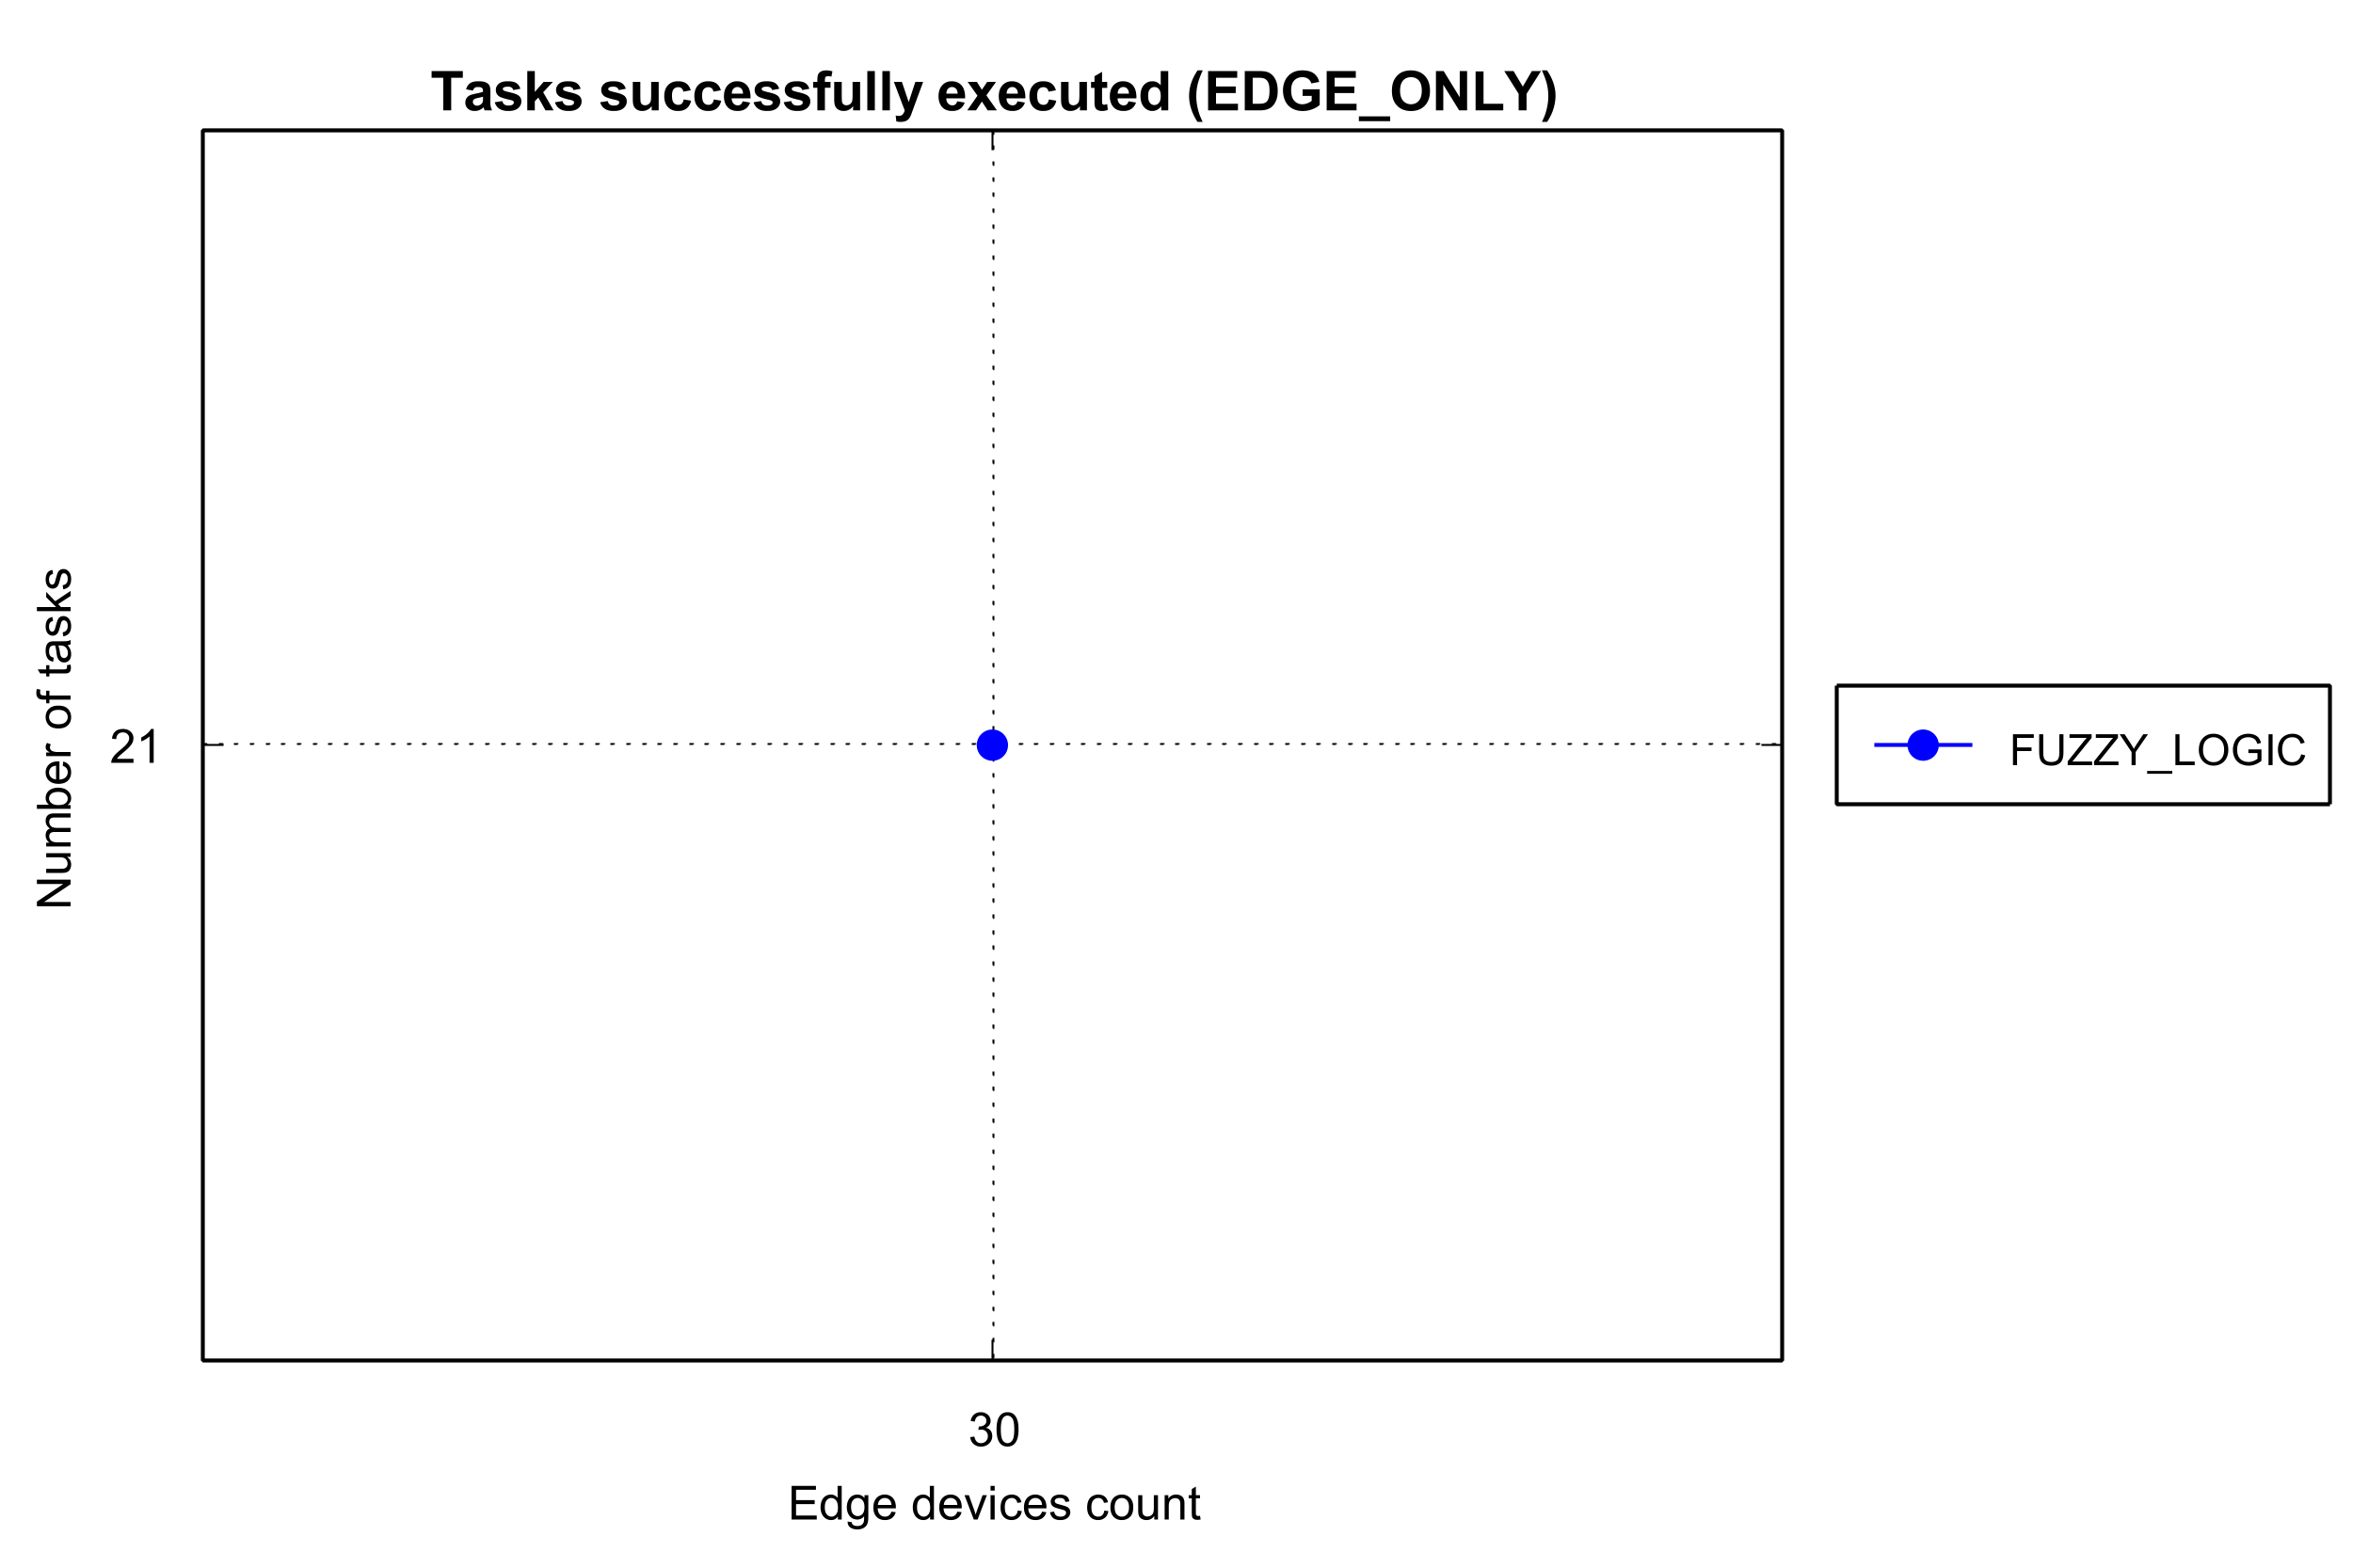 Tasks successfully executed (EDGE_ONLY)
Number of tasks
21
FUZZY_LOGIC
30
Edge devices count